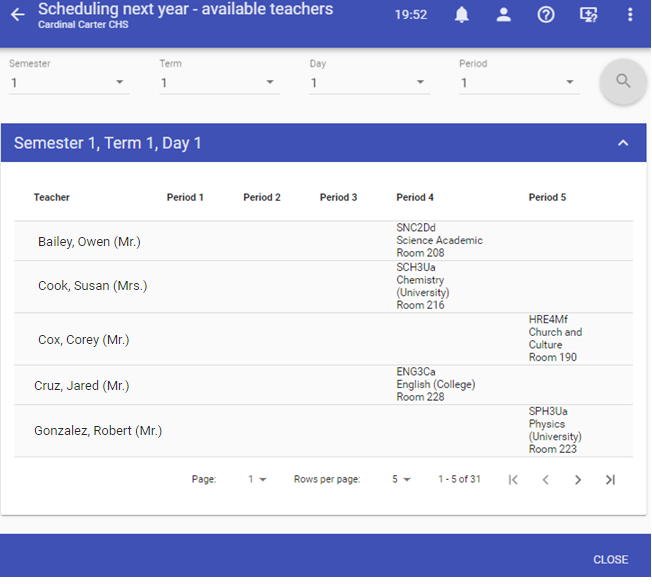 Scheduling next year - available teachers
Cardinal Carter CHS
19:52
Semester Term Day Period
1 1 1 1
Semester 1, Term 1, Day 1
Teacher Period 1 Period 2 Period 3 Period 4 Period 5
Bailey, Owen (Mr.)
SNC2Dd
Science Academic
Room 208
Cook, Susan (Mrs.)
SCH3Ua
Chemistry
(University)
Room 216
Cox, Corey (Mr.)
HRE4Mf
Church and
Culture
Room 190
Cruz, Jared (Mr.)
ENG3Ca
English (College)
Room 228
Gonzalez, Robert (Mr.)
SPH3Ua
Physics
(University)
Room 223
Page: 1 Rows per page: 5 1 - 5 of 31
CLOSE